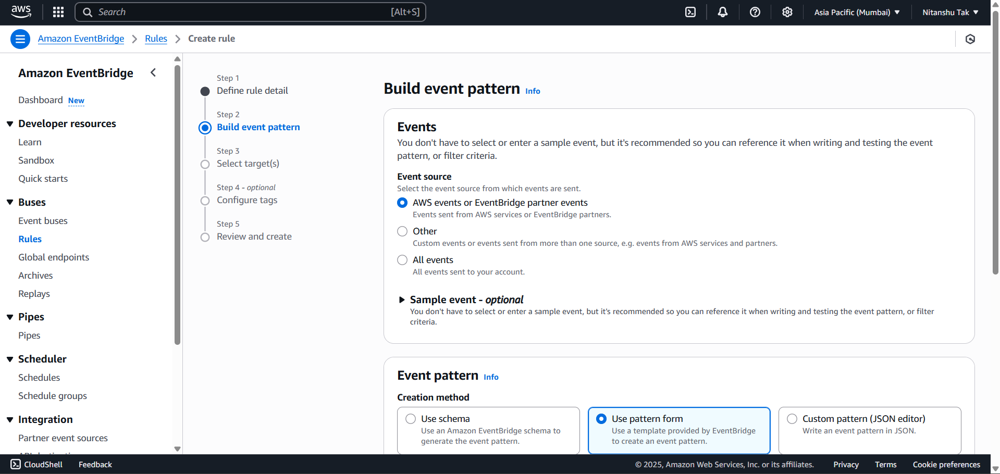 aws
Search
[Alt+S]
Asia Pacific (Mumbai)
Nitanshu Tak
Amazon EventBridge
Rules
Create rule
Amazon EventBridge
Dashboard New
Developer resources
Learn
Sandbox
Quick starts
Buses
Event buses
Rules
Global endpoints
Archives
Replays
Pipes
Pipes
Scheduler
Schedules
Schedule groups
Integration
Partner event sources
Step 1
Define rule detail
Step 2
Build event pattern
Step 3
Select target(s)
Step 4 - optional
Configure tags
Step 5
Review and create
Build event pattern Info
Events
You don't have to select or enter a sample event, but it's recommended so you can reference it when writing and testing the event
pattern, or filter criteria.
Event source
Select the event source from which events are sent.
AWS events or EventBridge partner events
Events sent from AWS services or EventBridge partners.
Other
Custom events or events sent from more than one source, e.g. events from AWS services and partners.
All events
All events sent to your account.
Sample event - optional
You don't have to select or enter a sample event, but it's recommended so you can reference it when writing and testing the event pattern, or filter
criteria.
Event pattern Info
Creation method
Use schema
Use an Amazon EventBridge schema to
generate the event pattern.
Use pattern form
Use a template provided by EventBridge
to create an event pattern.
Custom pattern (JSON editor)
Write an event pattern in JSON.
CloudShell
Feedback
© 2025, Amazon Web Services, Inc. or its affiliates.
Privacy
Terms
Cookie preferences